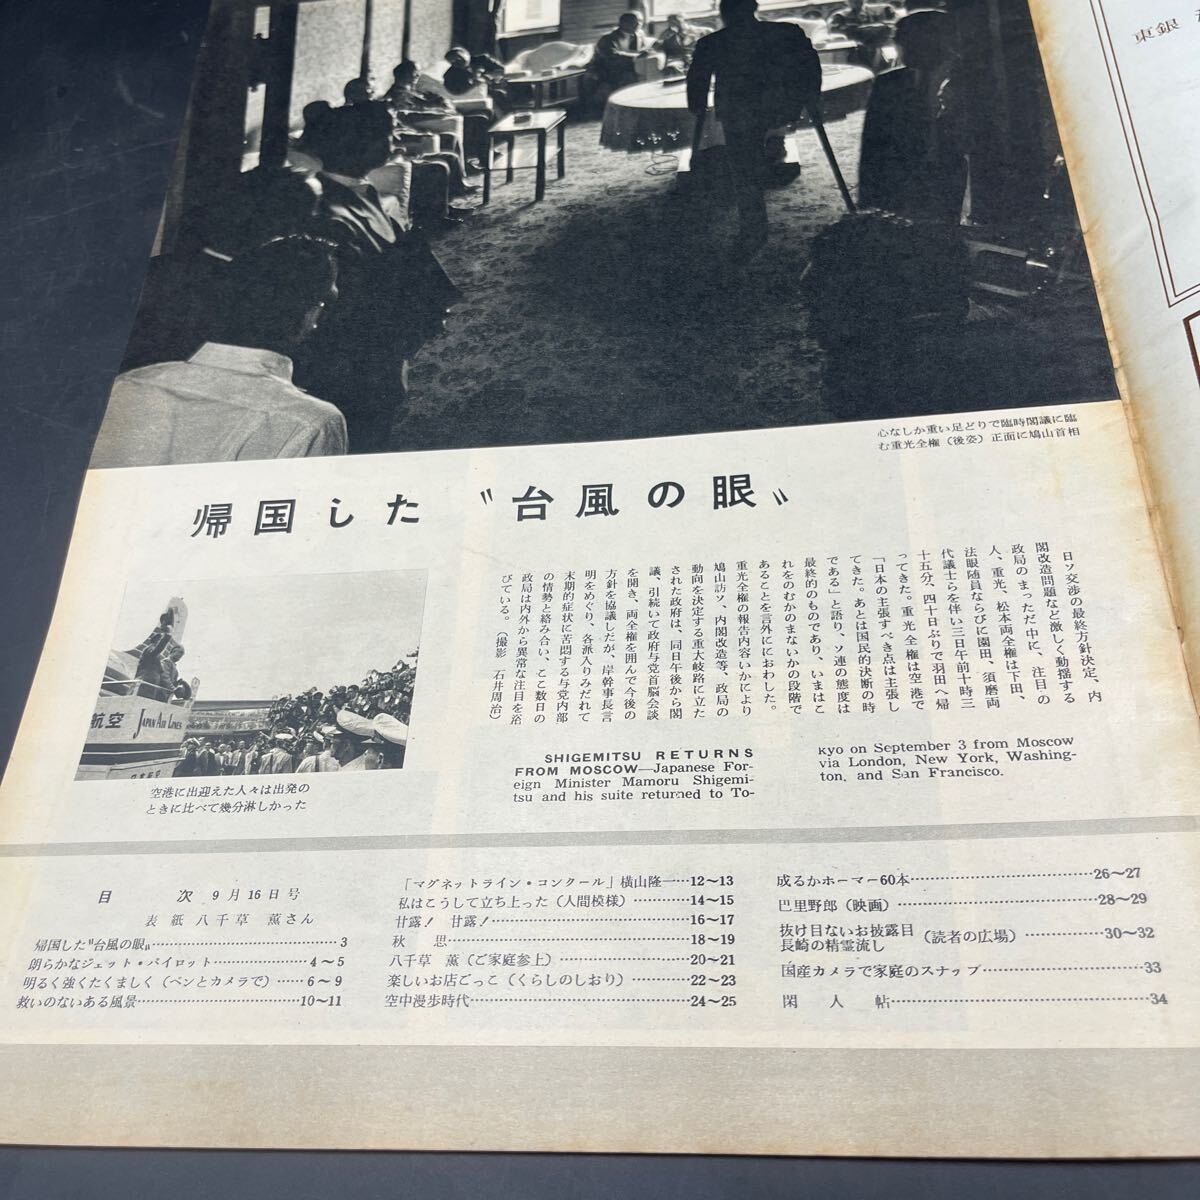 東銀
心なしか重い足どりで臨時閣議に臨
む重光全権（後姿）正面に鳩山首相
帰国した〝台風の眼〟
日ソ交渉の最終方針決定、内
閣改造問題など激しく動揺する
政局のまっただ中に、注目の
人、重光、松本両全権は下田、
法眼随員ならびに園田、須磨両
代議士らを伴い三日午前十時三
十五分、四十日ぶりで羽田へ帰
ってきた。重光全権は空港で
「日本の主張すべき点は主張し
てきた。あとは国民的決断の時
である」と語り、ソ連の態度は
最終的のものであり、いまはこ
れをのむかのまないかの段階で
あることを言外ににおわした。
重光全権の報告内容いかにより
鳩山訪ソ、内閣改造等、政局の
動向を決定する重大岐路に立た
された政府は、同日午後から閣
議、引続いて政府与党首脳会談
を開き、両全権を囲んで今後の
方針を協議しだが、岸幹事長言
明をめぐり、各派入りみだれて
末期的症状に苦悶する与党内部
の情勢と絡み合い、ここ数日の
政局は内外から異常な注目を浴
びている。（撮影 石井周治）
航空 JAPAN AIR LINES
空港に出迎えた人々は出発の
ときに比べて幾分淋しかった
SHIGEMITSU RETURNS
FROM MOSCOW—Japanese For-
eign Minister Mamoru Shigemi-
tsu and his suite returned to To-
kyo on September 3 from Moscow
via London, New York, Washing-
ton, and San Francisco.
目 次 9月16日号
表紙 八千草 薫さん
帰国した〝台風の眼〟……3
朗らかなジェット・パイロット……4〜5
明るく強くたくましく（ペンとカメラで）……6〜9
救いのないある風景……10〜11
「マグネットライン・コンクール」横山隆一……12〜13
私はこうして立ち上った（人間模様）……14〜15
甘露！ 甘露！……16〜17
秋 思……18〜19
八千草 薫（ご家庭参上）……20〜21
楽しいお店ごっこ（くらしのしおり）……22〜23
空中漫歩時代……24〜25
成るかホーマー60本……26〜27
巴里野郎（映画）……28〜29
抜け目ないお披露目
長崎の精霊流し（読者の広場）……30〜32
国産カメラで家庭のスナップ……33
閑 人 帖……34